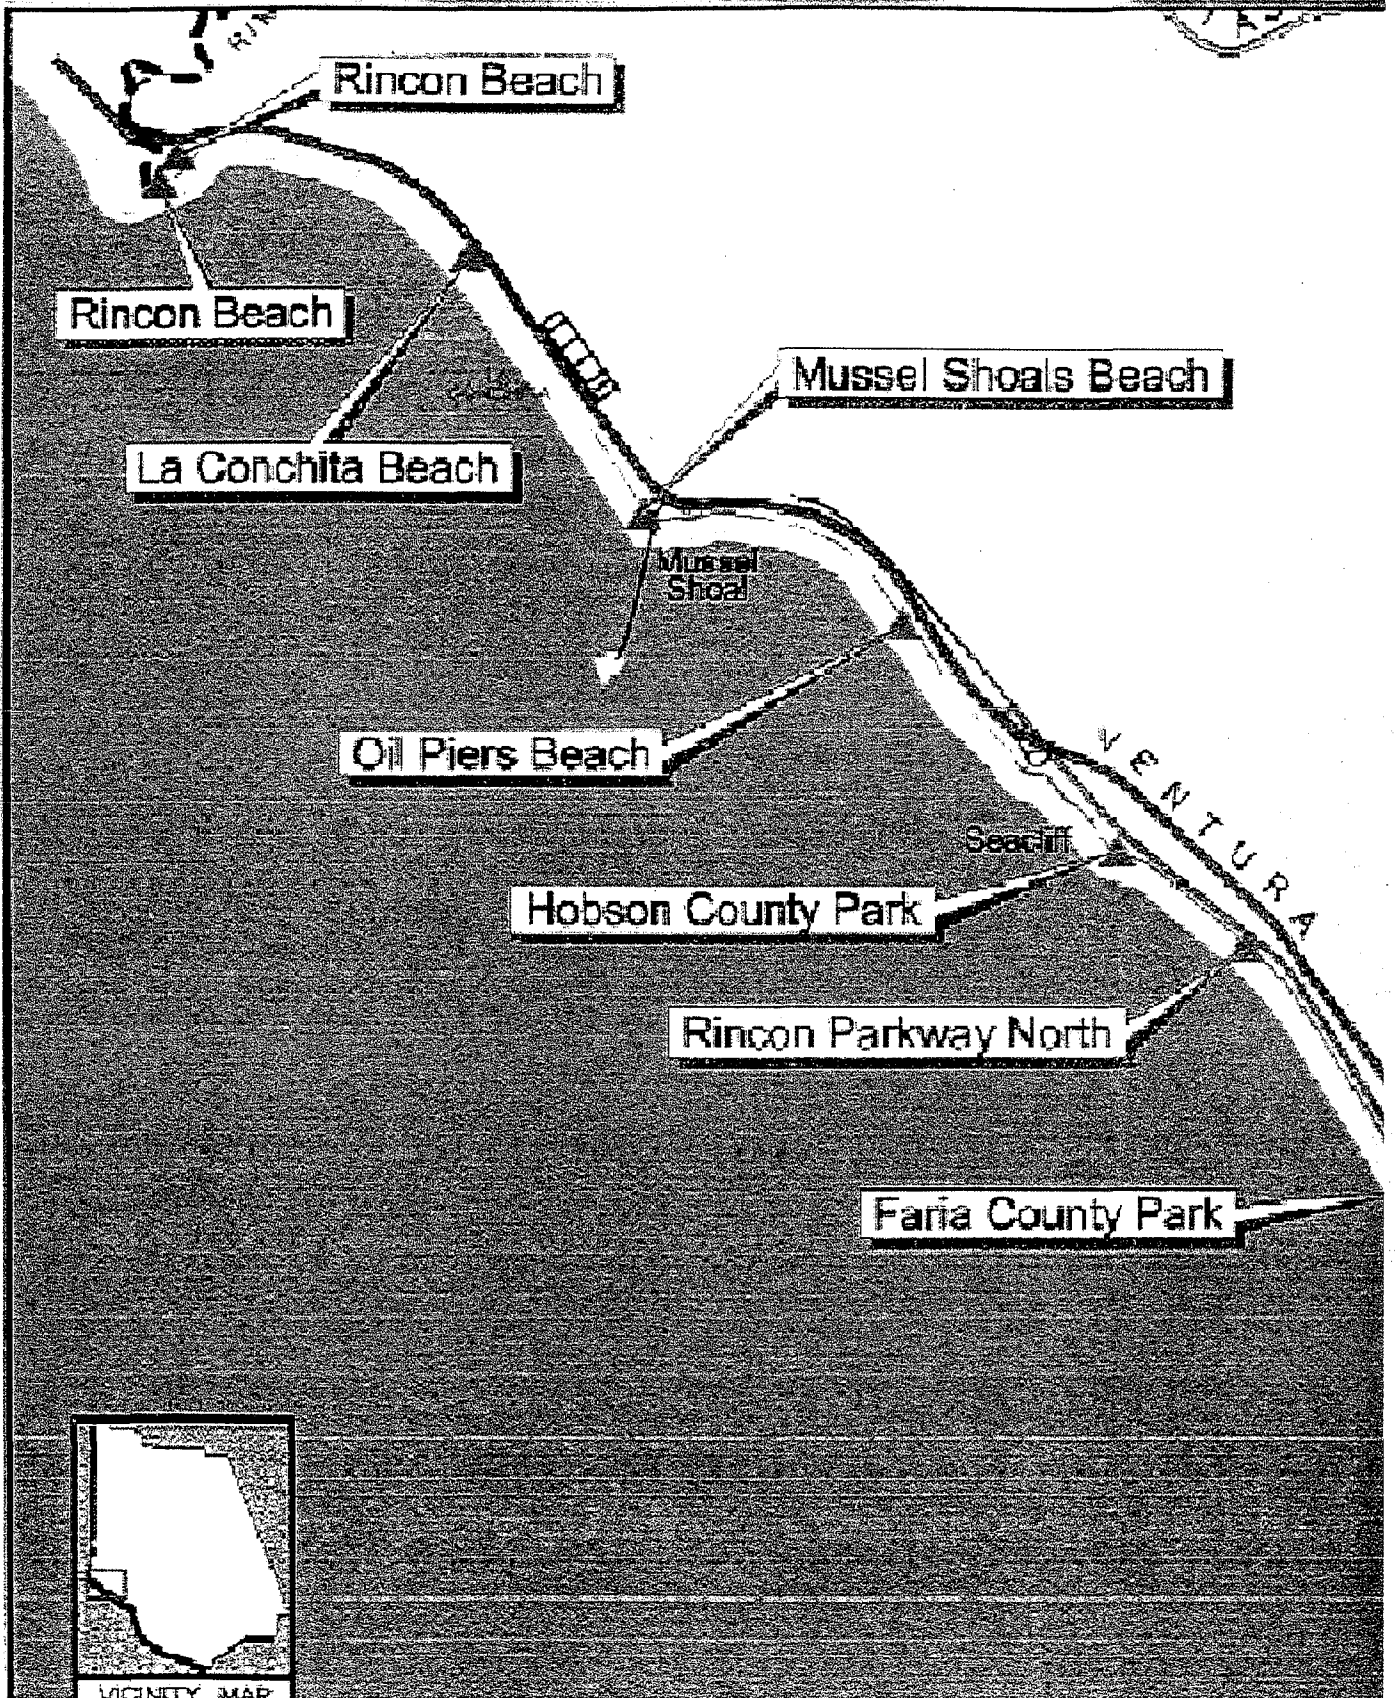 RIN
Rincon Beach
Rincon Beach
Mussel Shoals Beach
La Conchita Beach
Mussel
Shoal
Oil Piers Beach
VENTURA
Seacliff
Hobson County Park
Rincon Parkway North
Faria County Park
VICINITY MAP